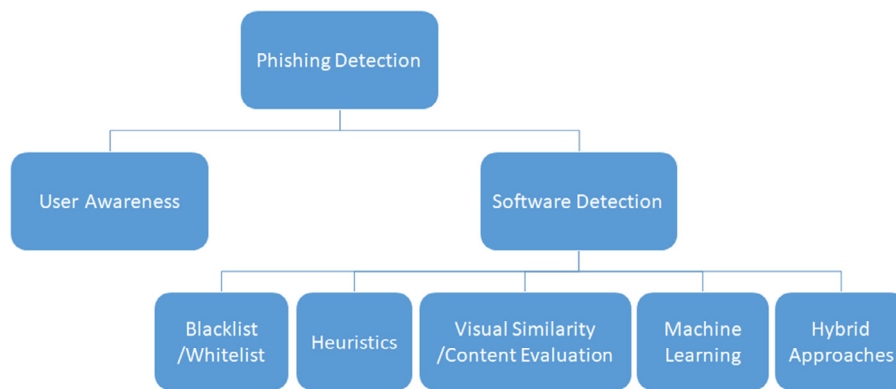 Phishing Detection
User Awareness
Software Detection
Blacklist
/Whitelist
Heuristics
Visual Similarity
/Content Evaluation
Machine
Learning
Hybrid
Approaches